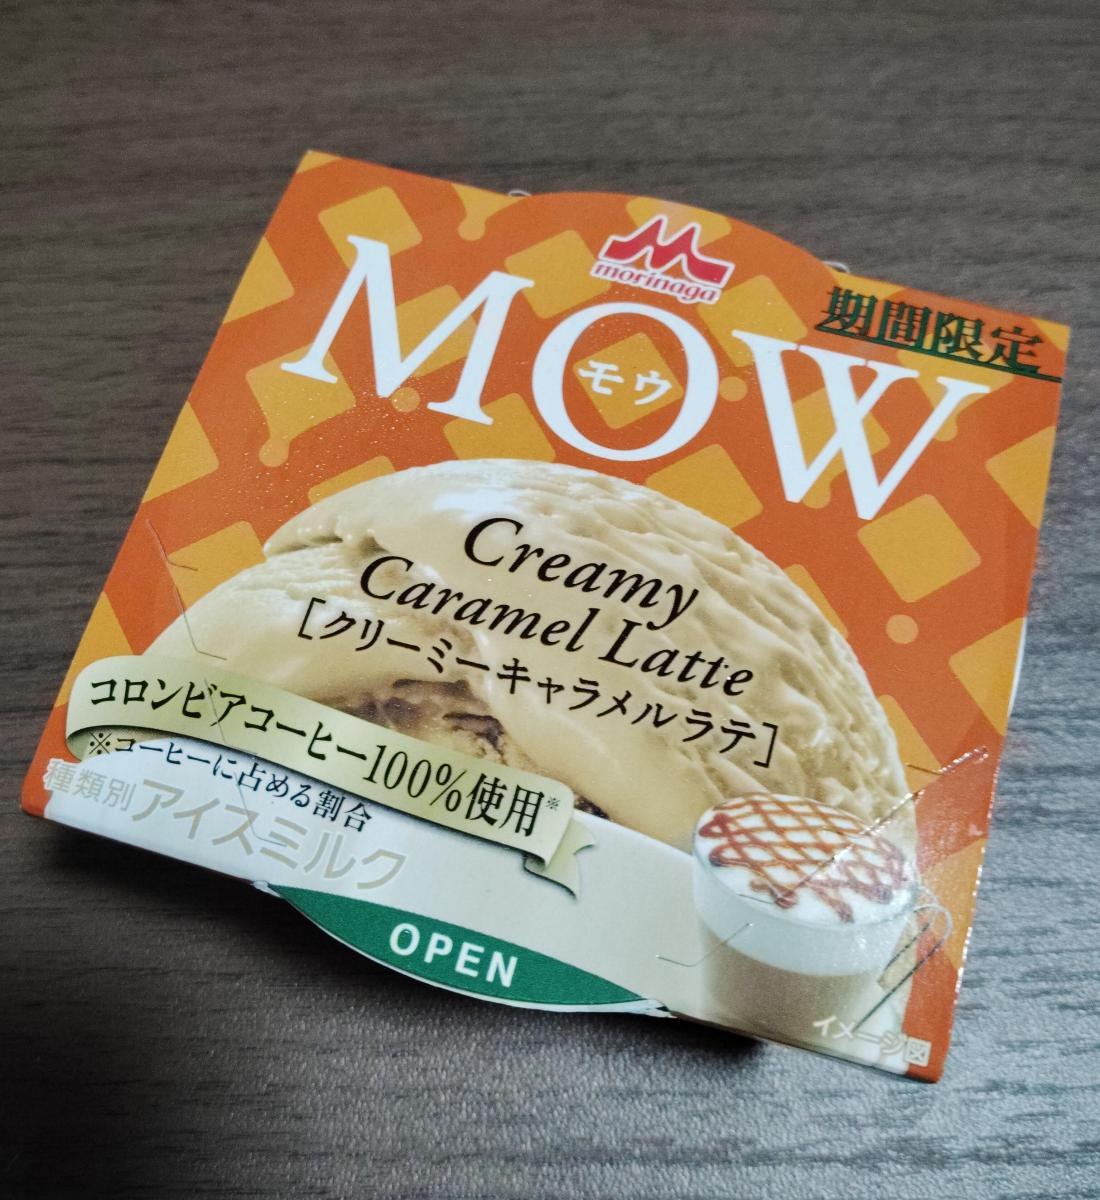 morinaga
期間限定
MOW
モウ
Creamy
Caramel Latte
[クリーミーキャラメルラテ]
コロンビアコーヒー100%使用※
※コーヒーに占める割合
種類別アイスミルク
OPEN
イメージ図